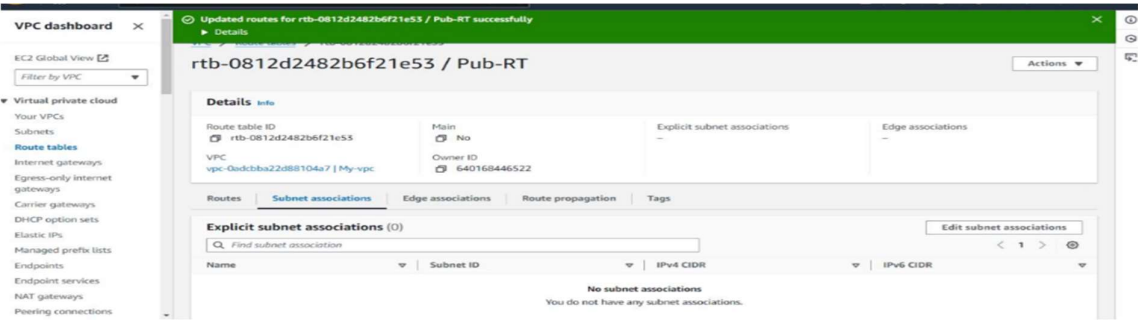 VPC dashboard
EC2 Global View
Filter by VPC
Virtual private cloud
Your VPCs
Subnets
Route tables
Internet gateways
Egress-only internet
gateways
Carrier gateways
DHCP option sets
Elastic IPs
Managed prefix lists
Endpoints
Endpoint services
NAT gateways
Peering connections
Updated routes for rtb-0812d2482b6f21e53 / Pub-RT successfully
Details
rtb-0812d2482b6f21e53 / Pub-RT
Actions
Details Info
Route table ID
rtb-0812d2482b6f21e53
Main
No
Explicit subnet associations
–
Edge associations
–
VPC
vpc-0adcbba22d88104a7 | My-vpc
Owner ID
640168446522
Routes Subnet associations Edge associations Route propagation Tags
Explicit subnet associations (0)
Edit subnet associations
Find subnet association
1
Name Subnet ID IPv4 CIDR IPv6 CIDR
No subnet associations
You do not have any subnet associations.